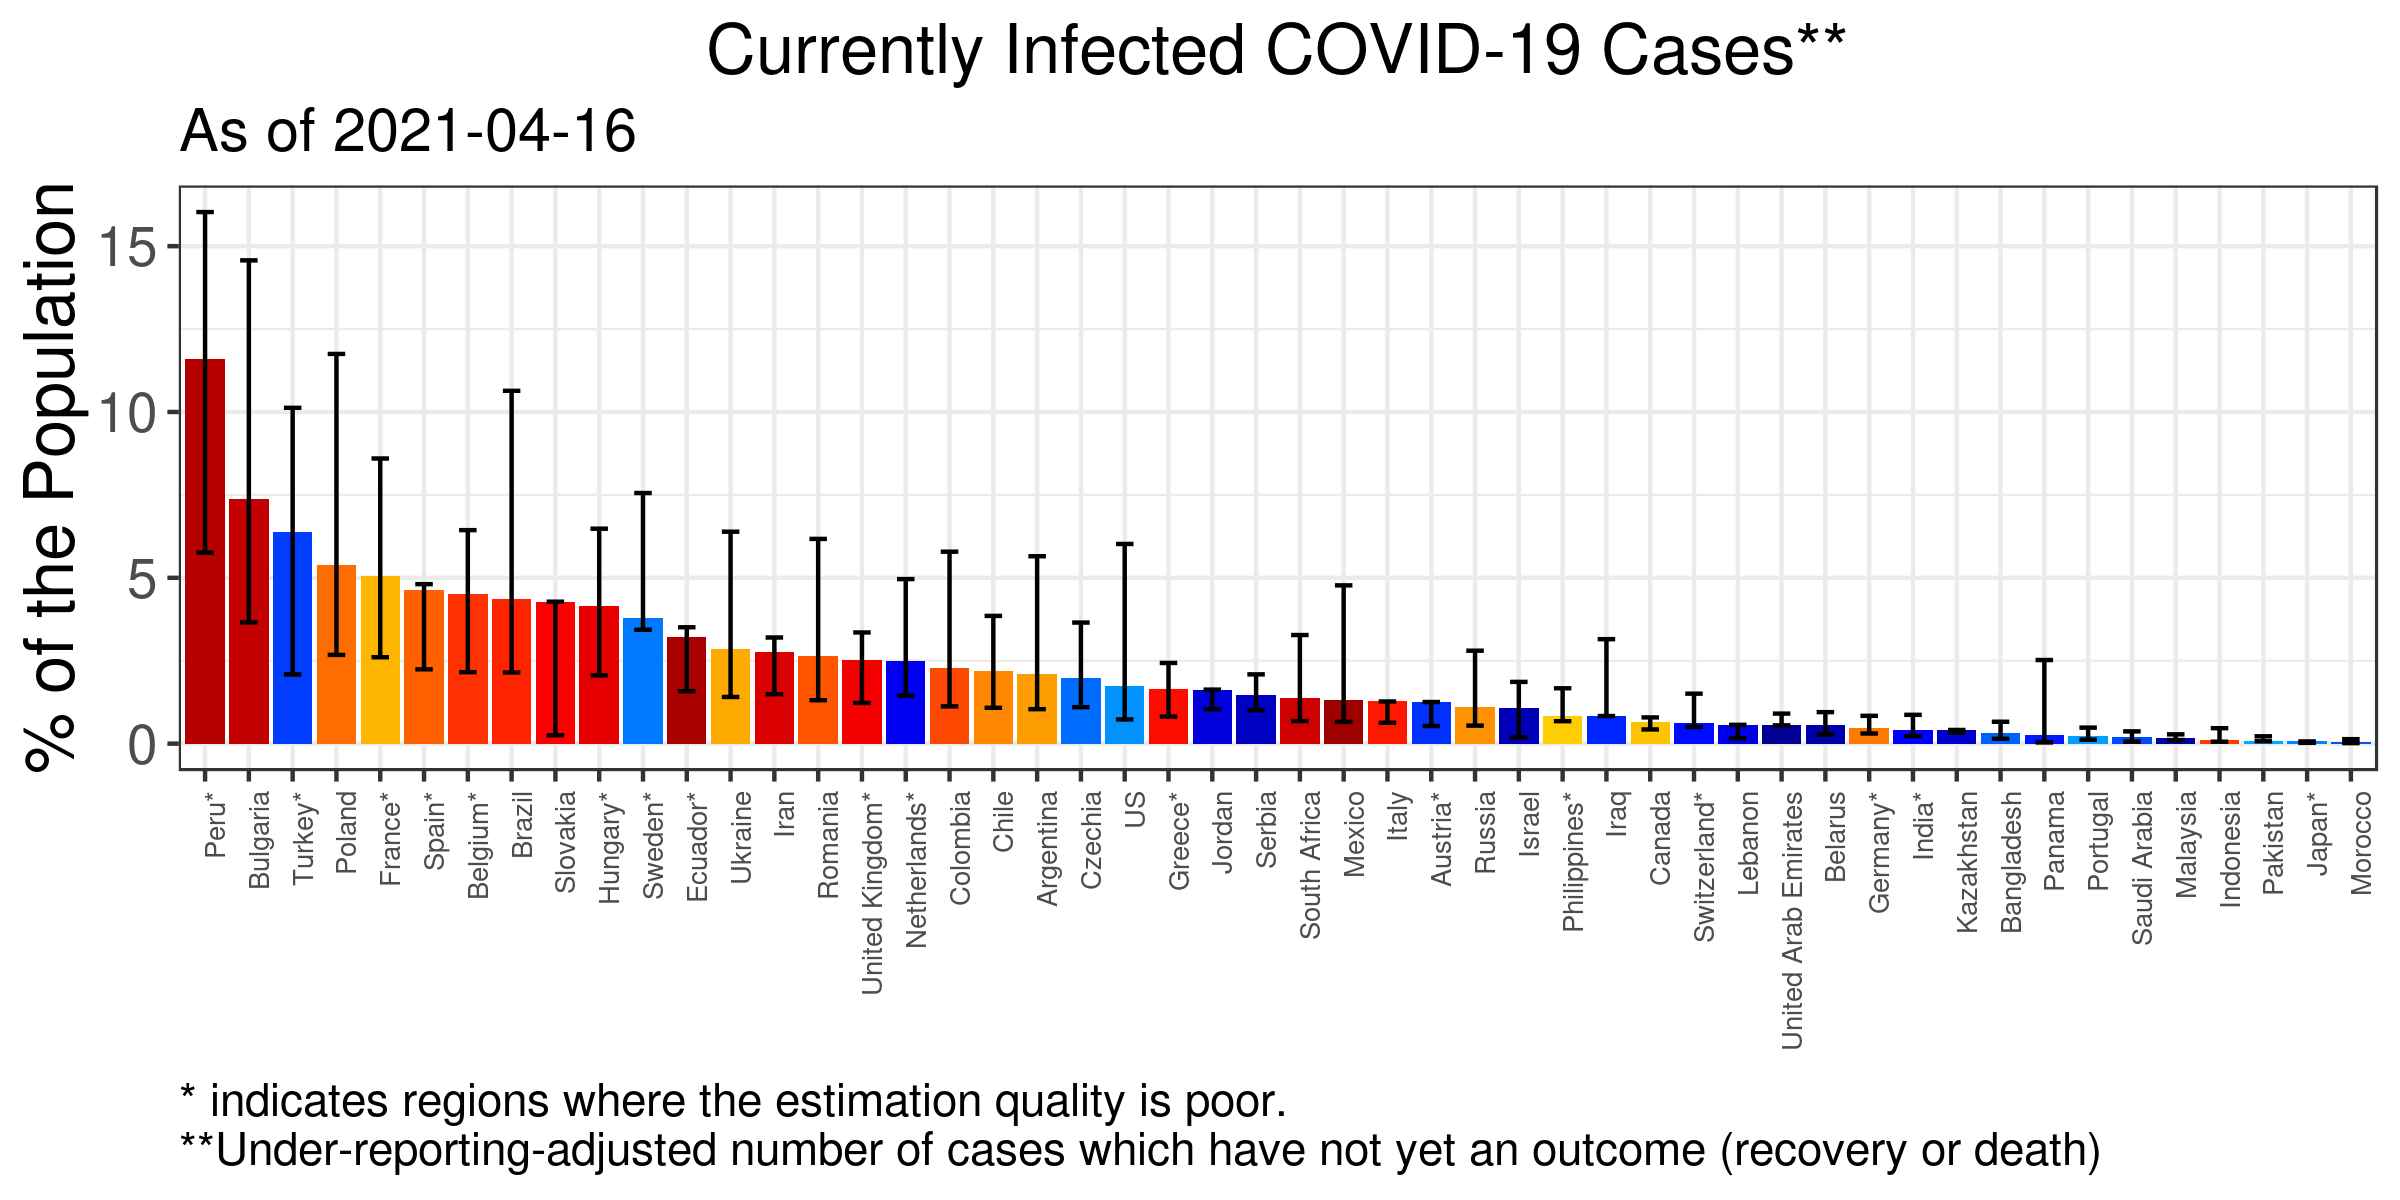 Currently Infected COVID-19 Cases**
As of 2021-04-16
% of the Population
15
10
5
0
Peru*
Bulgaria
Turkey*
Poland
France*
Spain*
Belgium*
Brazil
Slovakia
Hungary*
Sweden*
Ecuador*
Ukraine
Iran
Romania
United Kingdom*
Netherlands*
Colombia
Chile
Argentina
Czechia
US
Greece*
Jordan
Serbia
South Africa
Mexico
Italy
Austria*
Russia
Israel
Philippines*
Iraq
Canada
Switzerland*
Lebanon
United Arab Emirates
Belarus
Germany*
India*
Kazakhstan
Bangladesh
Panama
Portugal
Saudi Arabia
Malaysia
Indonesia
Pakistan
Japan*
Morocco
* indicates regions where the estimation quality is poor.
**Under-reporting-adjusted number of cases which have not yet an outcome (recovery or death)